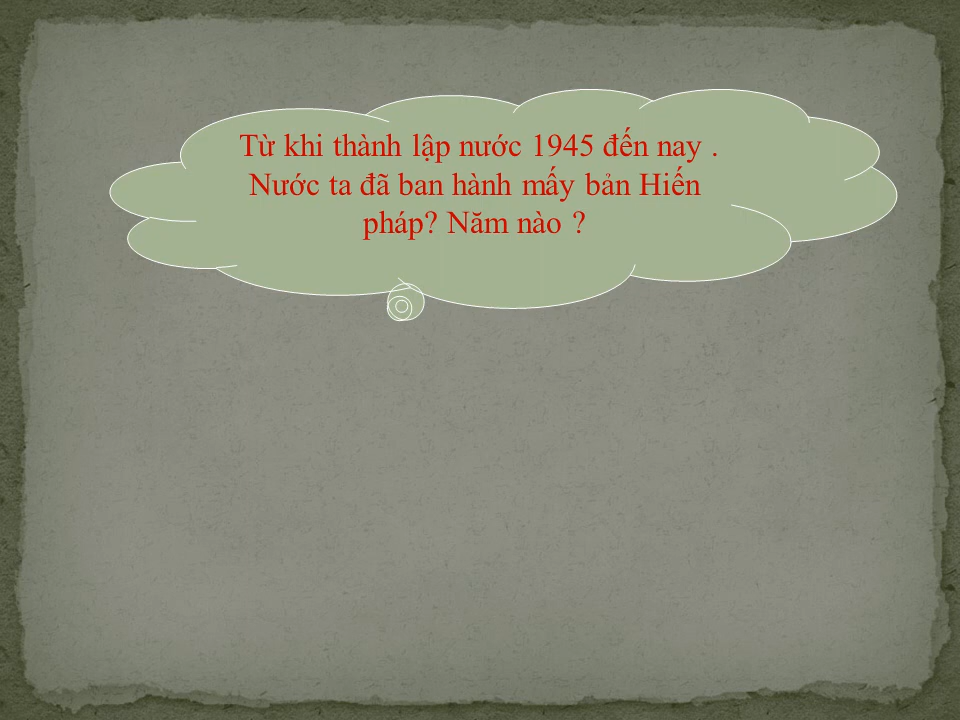 Từ khi thành lập nước 1945 đến nay .
Nước ta đã ban hành mấy bản Hiến
pháp? Năm nào ?